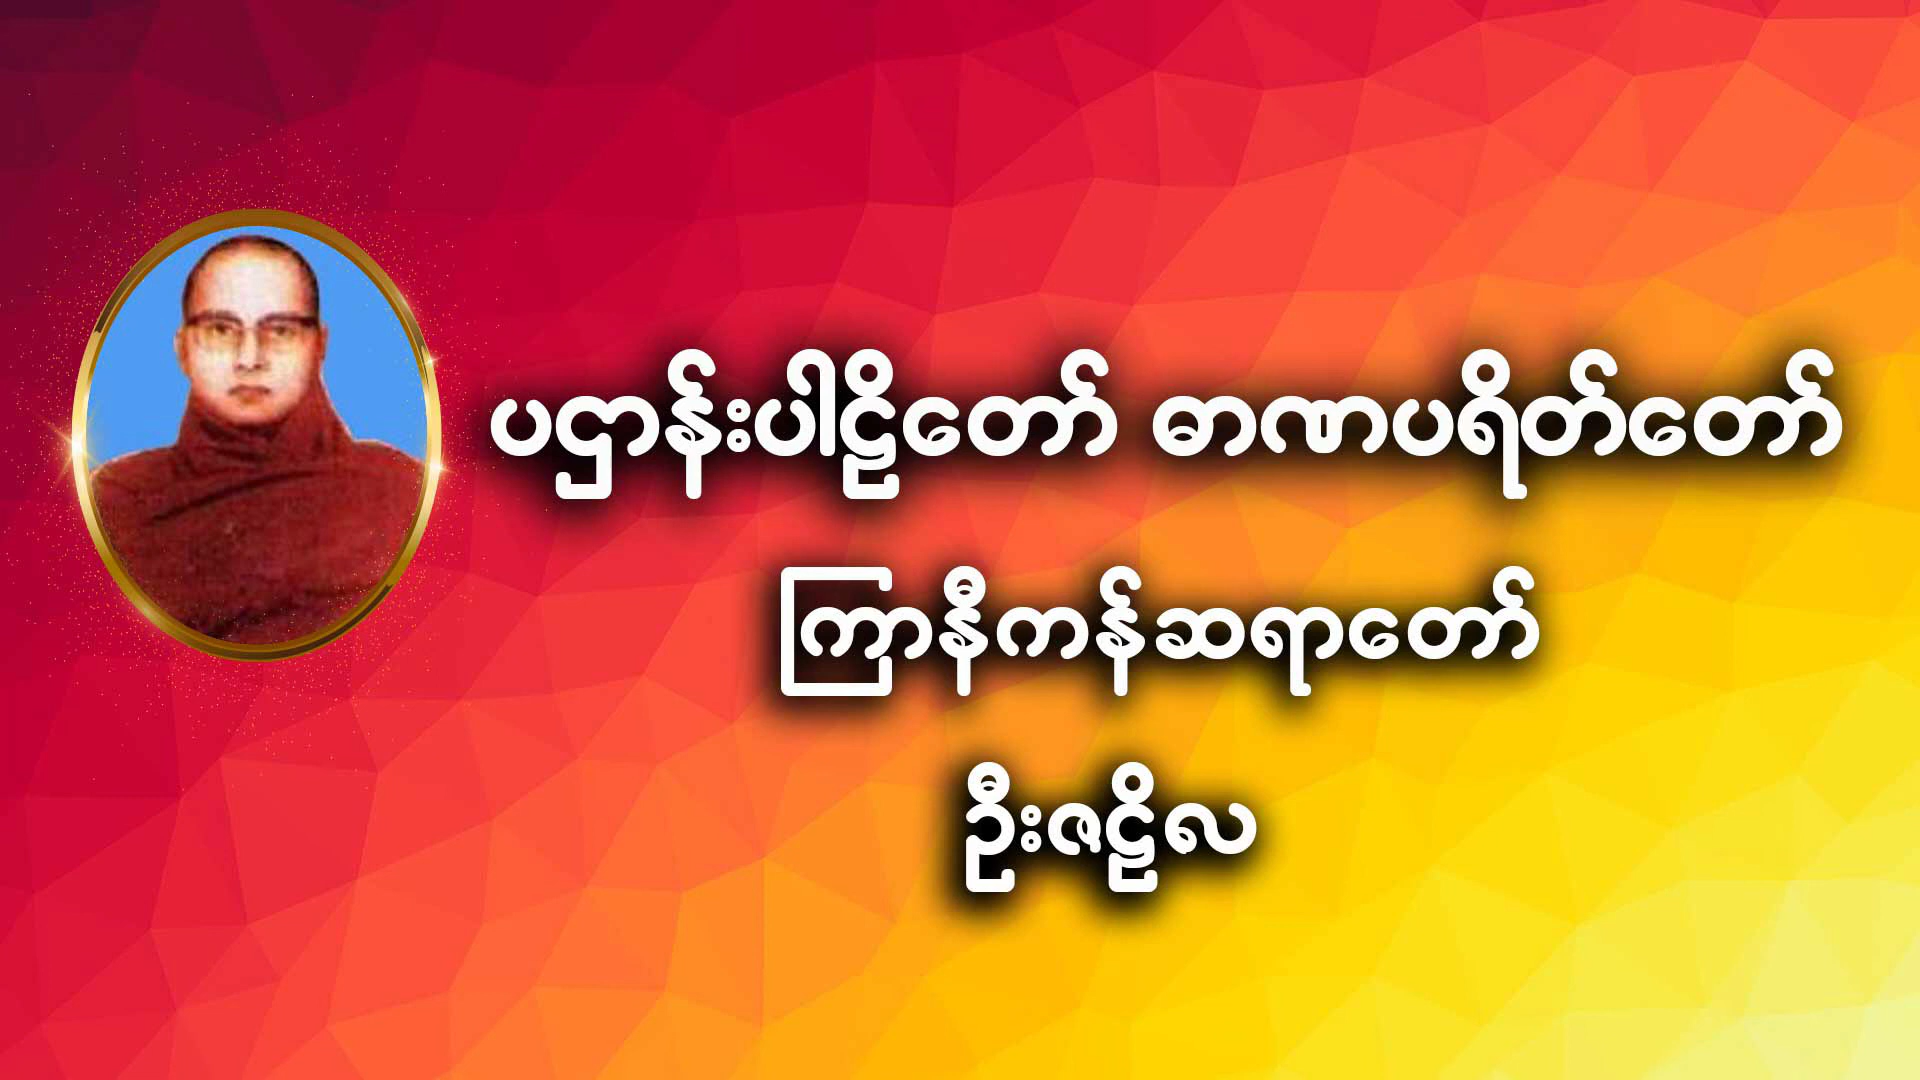 ပဌာန်းပါဠိတော် ဓာဏပရိတ်တော်
ကြာနီကန်ဆရာတော်
ဦးဇဋိလ